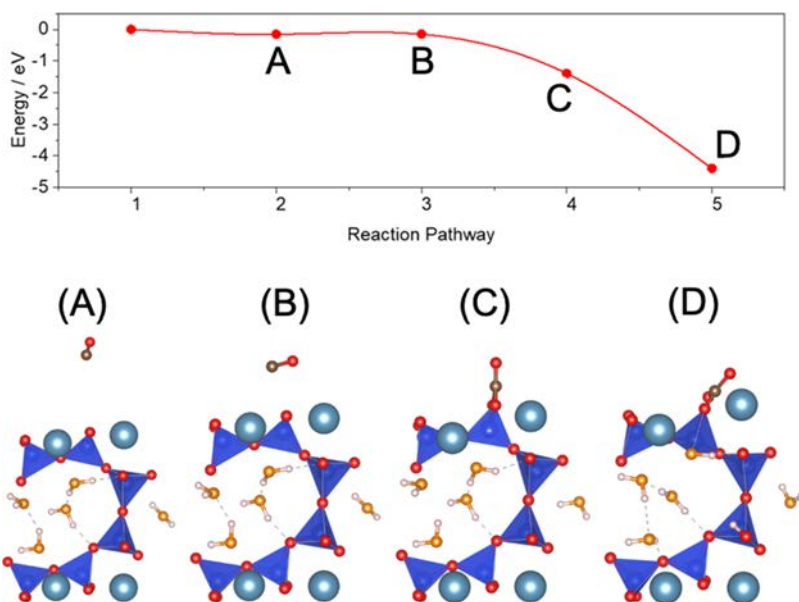 0
-1
-2
-3
-4
-5
Energy / eV
A
B
C
D
1 2 3 4 5
Reaction Pathway
(A) (B) (C) (D)